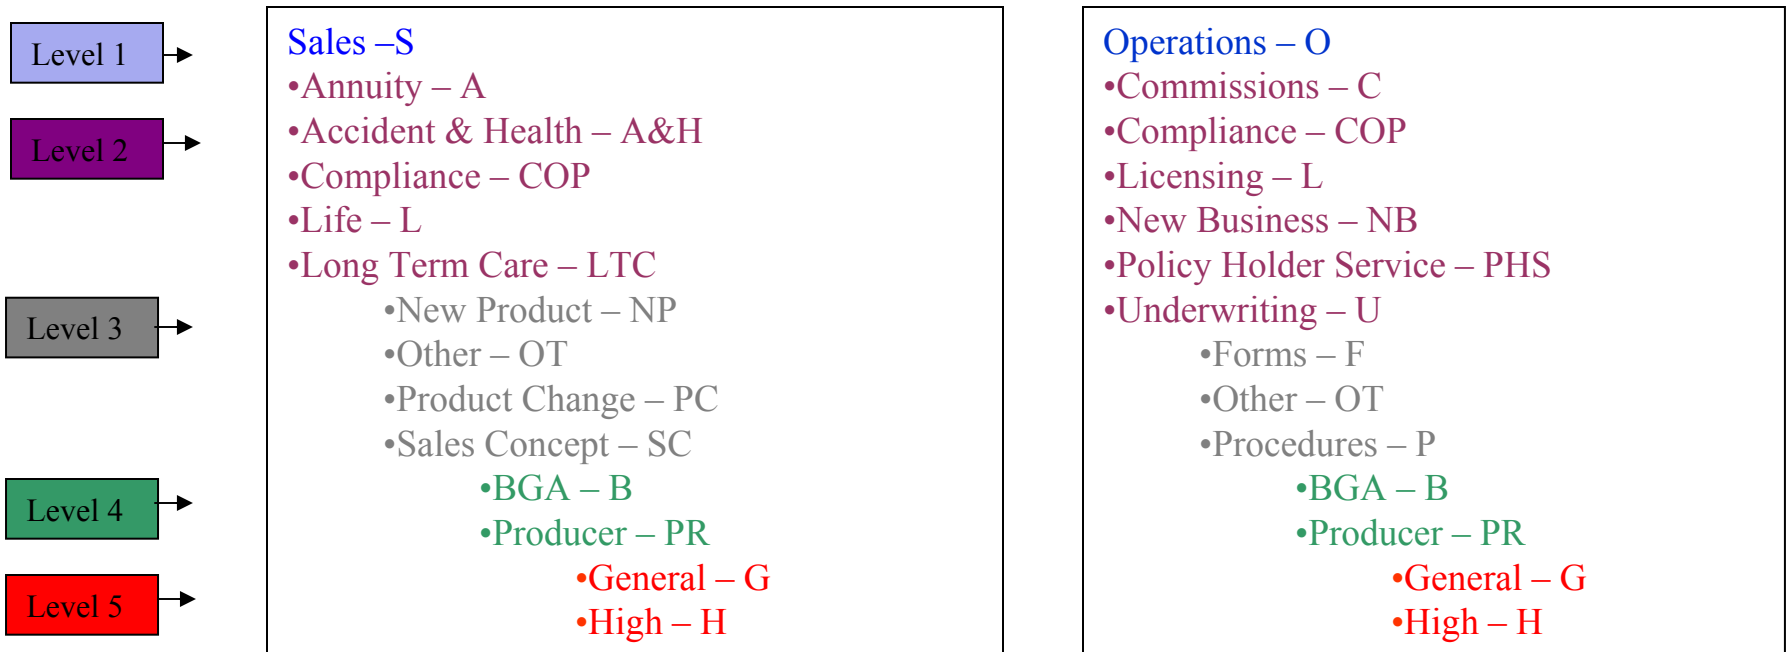 Level 1
Level 2
Level 3
Level 4
Level 5
Sales –S
•Annuity – A
•Accident & Health – A&H
•Compliance – COP
•Life – L
•Long Term Care – LTC
•New Product – NP
•Other – OT
•Product Change – PC
•Sales Concept – SC
•BGA – B
•Producer – PR
•General – G
•High – H
Operations – O
•Commissions – C
•Compliance – COP
•Licensing – L
•New Business – NB
•Policy Holder Service – PHS
•Underwriting – U
•Forms – F
•Other – OT
•Procedures – P
•BGA – B
•Producer – PR
•General – G
•High – H